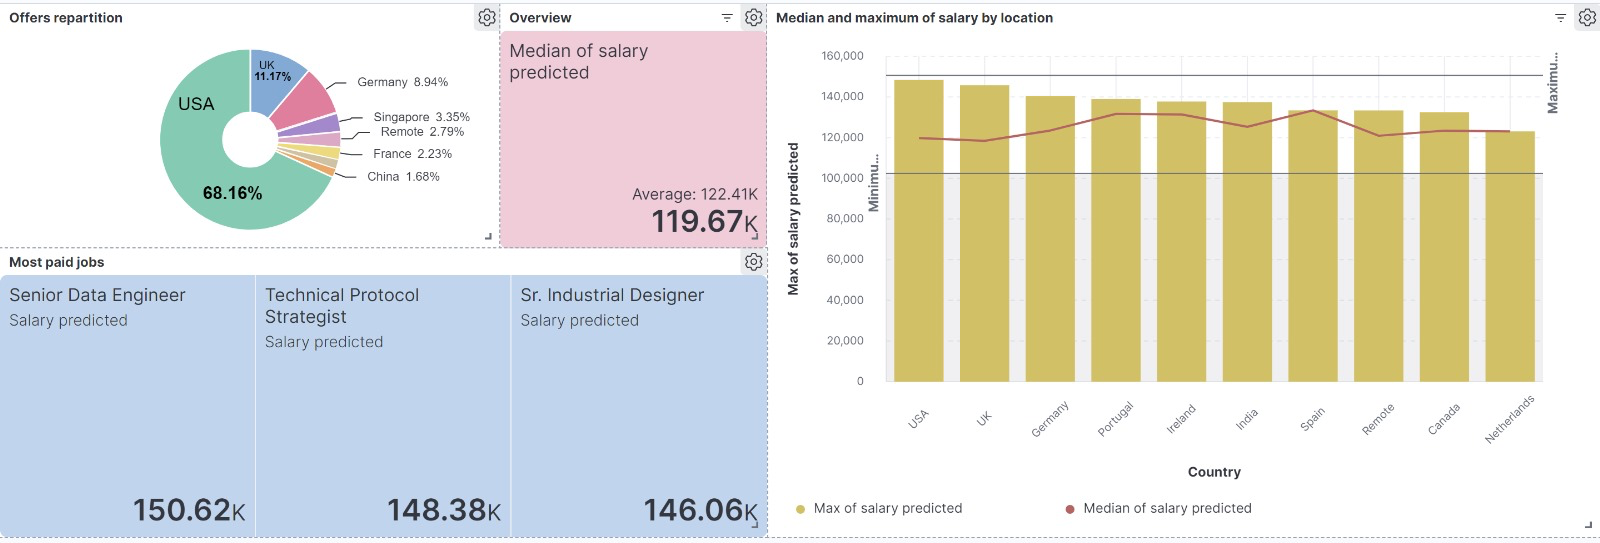 Offers repartition
UK
11.17%
Germany 8.94%
USA
Singapore 3.35%
Remote 2.79%
France 2.23%
China 1.68%
68.16%
Overview
Median of salary
predicted
Average: 122.41K
119.67K
Most paid jobs
Senior Data Engineer
Salary predicted
150.62K
Technical Protocol
Strategist
Salary predicted
148.38K
Sr. Industrial Designer
Salary predicted
146.06K
Median and maximum of salary by location
Max of salary predicted
160,000
140,000
120,000
100,000
80,000
60,000
40,000
20,000
0
Minimu...
Maximu...
USA
UK
Germany
Portugal
Ireland
India
Spain
Remote
Canada
Netherlands
Country
Max of salary predicted
Median of salary predicted